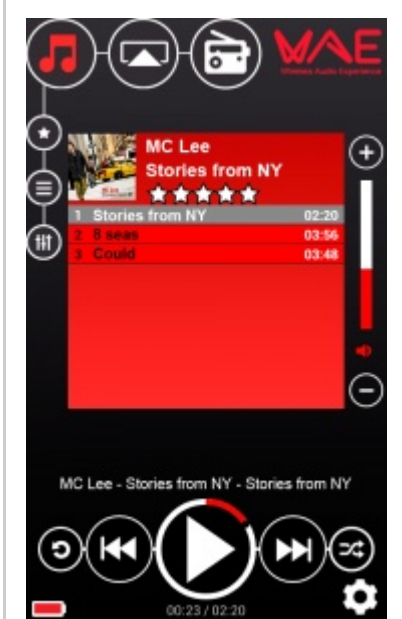 WAE
Wireless Audio Experience
MC Lee
Stories from NY
1 Stories from NY 02:20
2 8 seas 03:56
3 Could 03:48
MC Lee - Stories from NY - Stories from NY
00:23 / 02:20